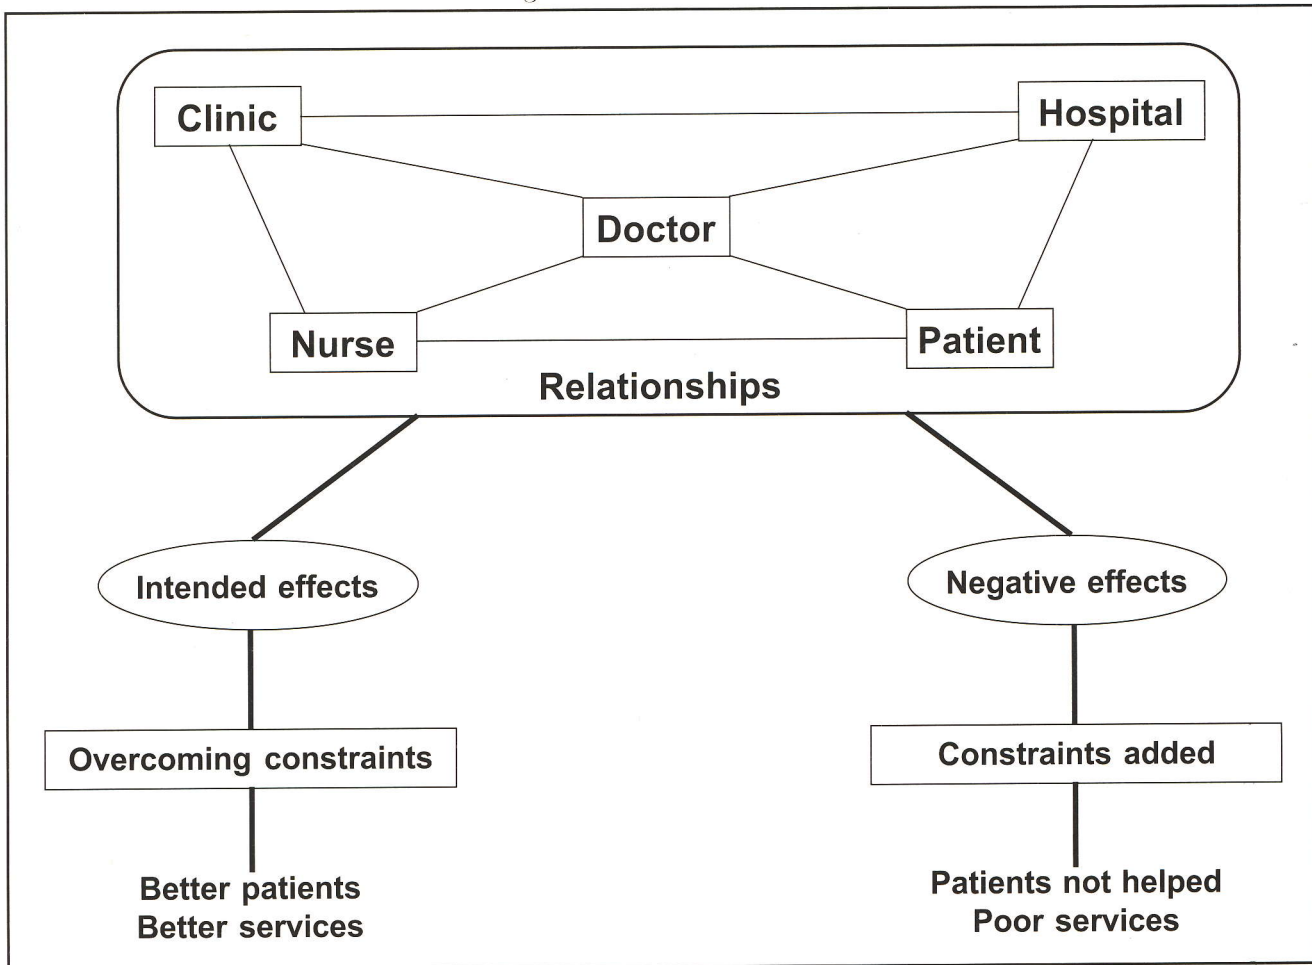 Clinic
Hospital
Doctor
Nurse
Patient
Relationships
Intended effects
Negative effects
Overcoming constraints
Constraints added
Better patients
Better services
Patients not helped
Poor services